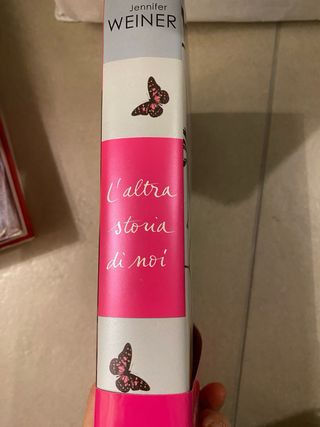 Jennifer
WEINER
L'altra
storia
di noi